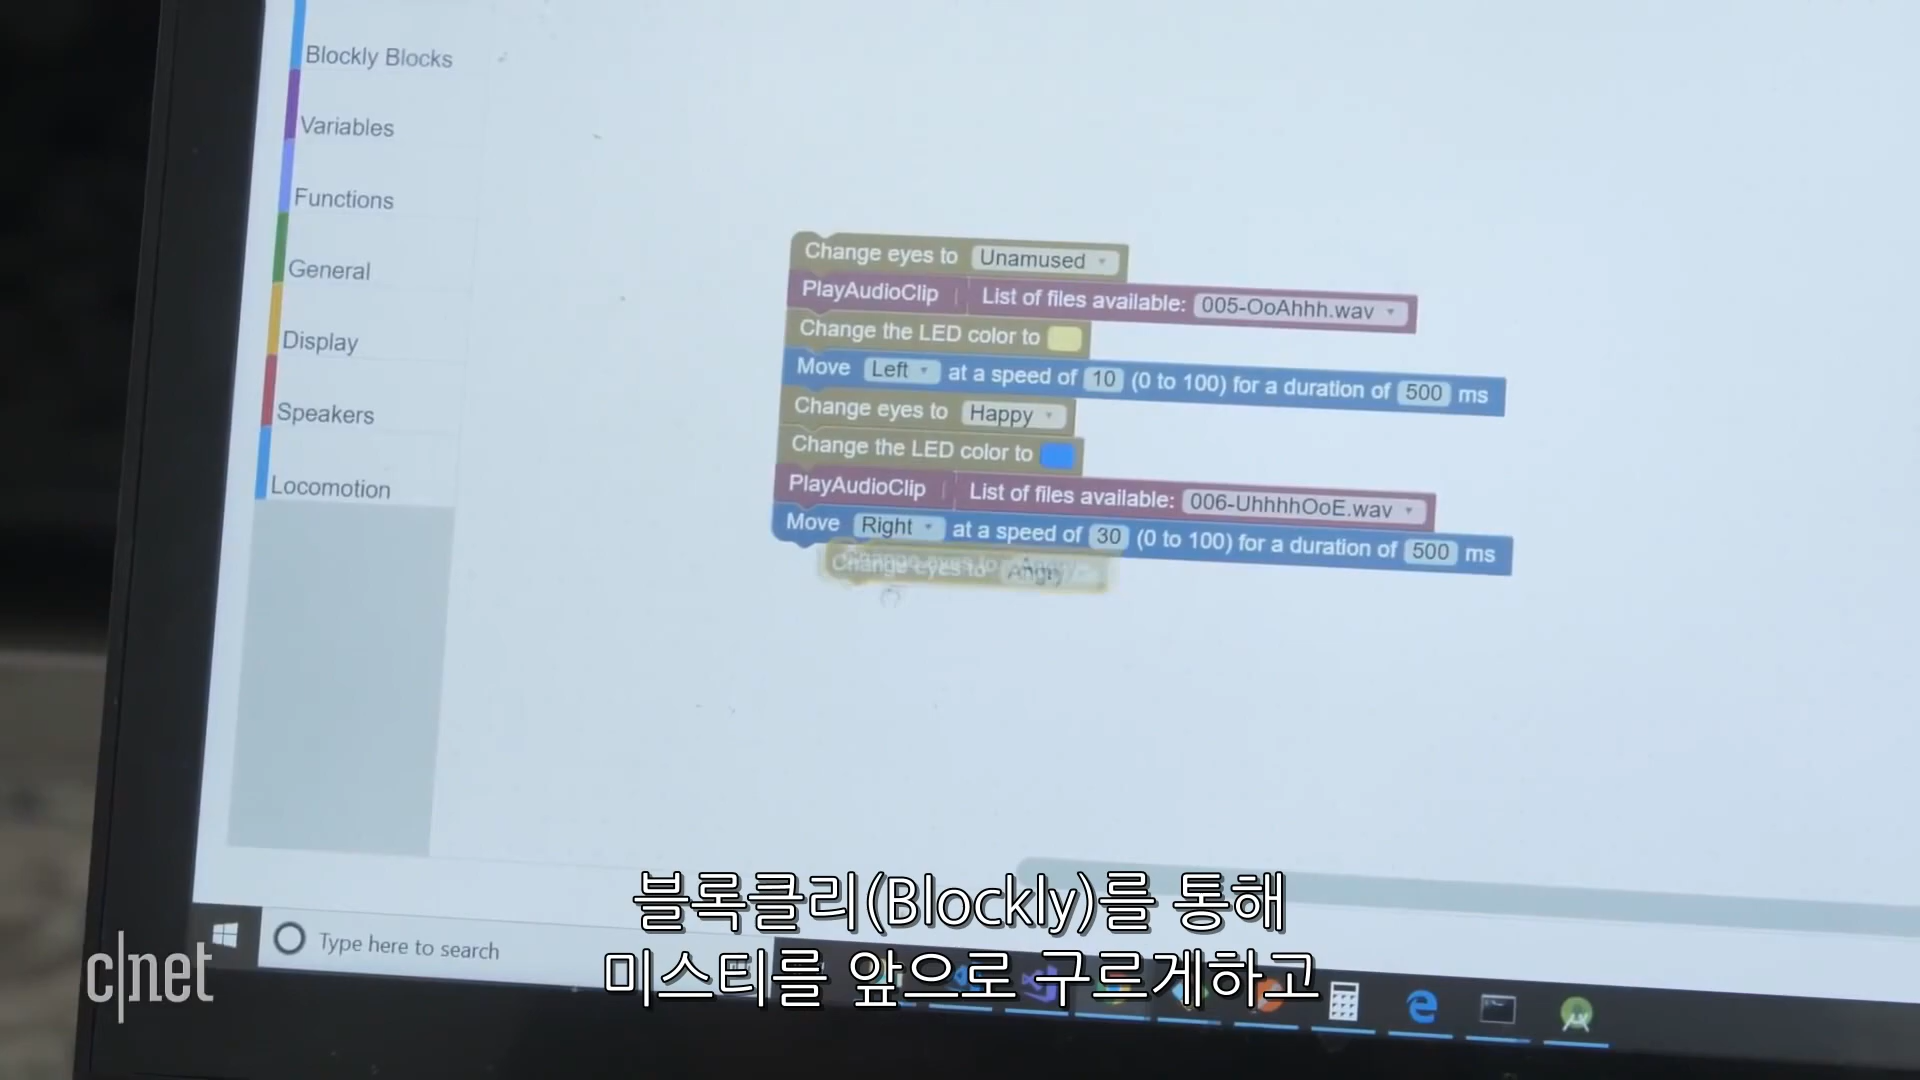 Blockly Blocks
Variables
Functions
General
Display
Speakers
Locomotion
Change eyes to Unamused
PlayAudioClip List of files available: 005-OoAhhh.wav
Change the LED color to
Move Left at a speed of 10 (0 to 100) for a duration of 500 ms
Change eyes to Happy
Change the LED color to
PlayAudioClip List of files available: 006-UhhhhOoE.wav
Move Right at a speed of 30 (0 to 100) for a duration of 500 ms
Change eyes to Angry
블록클리(Blockly)를 통해
미스티를 앞으로 구르게하고
Type here to search
c|net